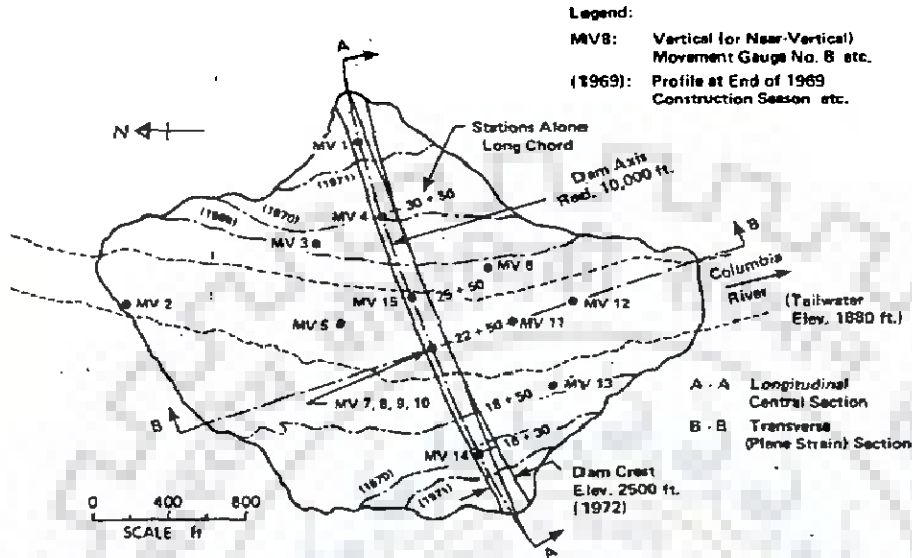 Legend:
MV8: Vertical (or Near-Vertical)
Movement Gauge No. 8 etc.
(1969): Profile at End of 1969
Construction Season etc.
A
N
Stations Along
Long Chord
MV 1
Dam Axis
Rad. 10,000 ft.
(1971)
(1970)
(1969)
MV 4
30 + 50
MV 3
B
MV 6
Columbia
River
MV 2
MV 15
25 + 50
MV 12
(Tailwater
Elev. 1880 ft.)
MV 5
MV 11
22 + 50
MV 13
A - A Longitudinal
Central Section
MV 7, 8, 9, 10
18 + 50
B
B - B Transverse
(Plane Strain) Section
MV 14
(1970)
(1971)
Dam Crest
Elev. 2500 ft.
(1972)
0 400 800
SCALE ft
A